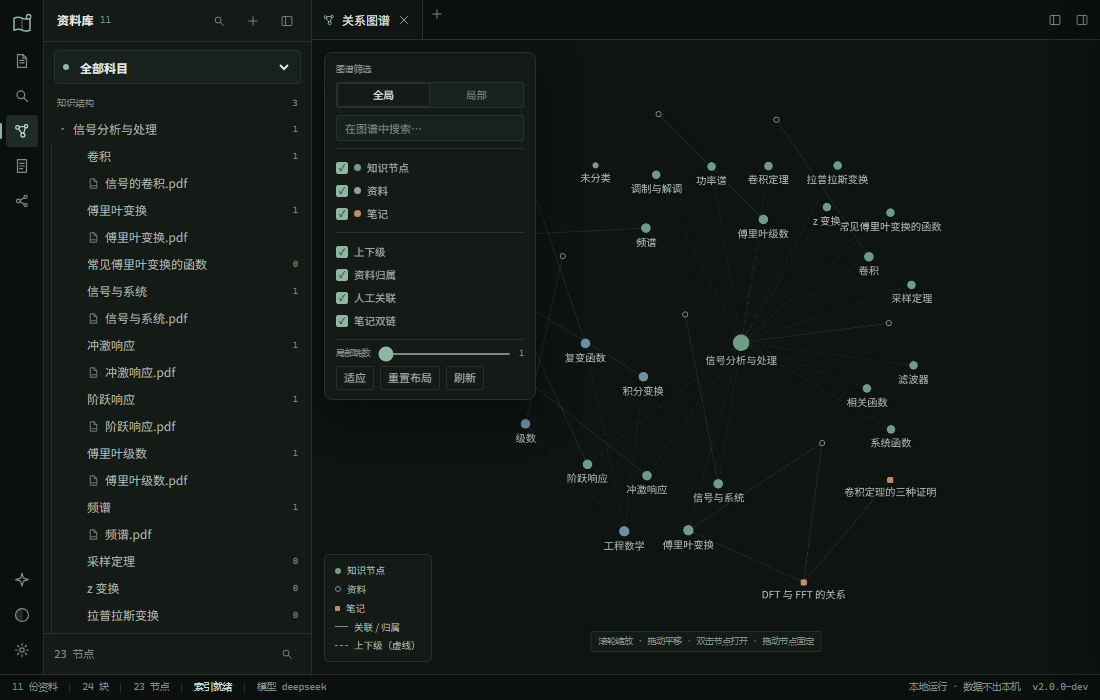 资料库 11
全部科目
知识结构 3
信号分析与处理 1
卷积 1
信号的卷积.pdf
傅里叶变换 1
傅里叶变换.pdf
常见傅里叶变换的函数 0
信号与系统 1
信号与系统.pdf
冲激响应 1
冲激响应.pdf
阶跃响应 1
阶跃响应.pdf
傅里叶级数 1
傅里叶级数.pdf
频谱 1
频谱.pdf
采样定理 0
z 变换 0
拉普拉斯变换 0
23 节点
关系图谱
图谱筛选
全局 局部
在图谱中搜索…
知识节点
资料
笔记
上下级
资料归属
人工关联
笔记双链
局部跳数 1
适应 重置布局 刷新
未分类
调制与解调
功率谱
卷积定理
拉普拉斯变换
频谱
傅里叶级数
z 变换
常见傅里叶变换的函数
卷积
采样定理
复变函数
信号分析与处理
积分变换
滤波器
相关函数
级数
系统函数
阶跃响应
冲激响应
信号与系统
卷积定理的三种证明
工程数学
傅里叶变换
DFT 与 FFT 的关系
知识节点
资料
笔记
关联 / 归属
上下级（虚线）
滚轮缩放 · 拖动平移 · 双击节点打开 · 拖动节点固定
11 份资料 24 块 23 节点 索引就绪 模型 deepseek 本地运行 · 数据不出本机 v2.0.0-dev